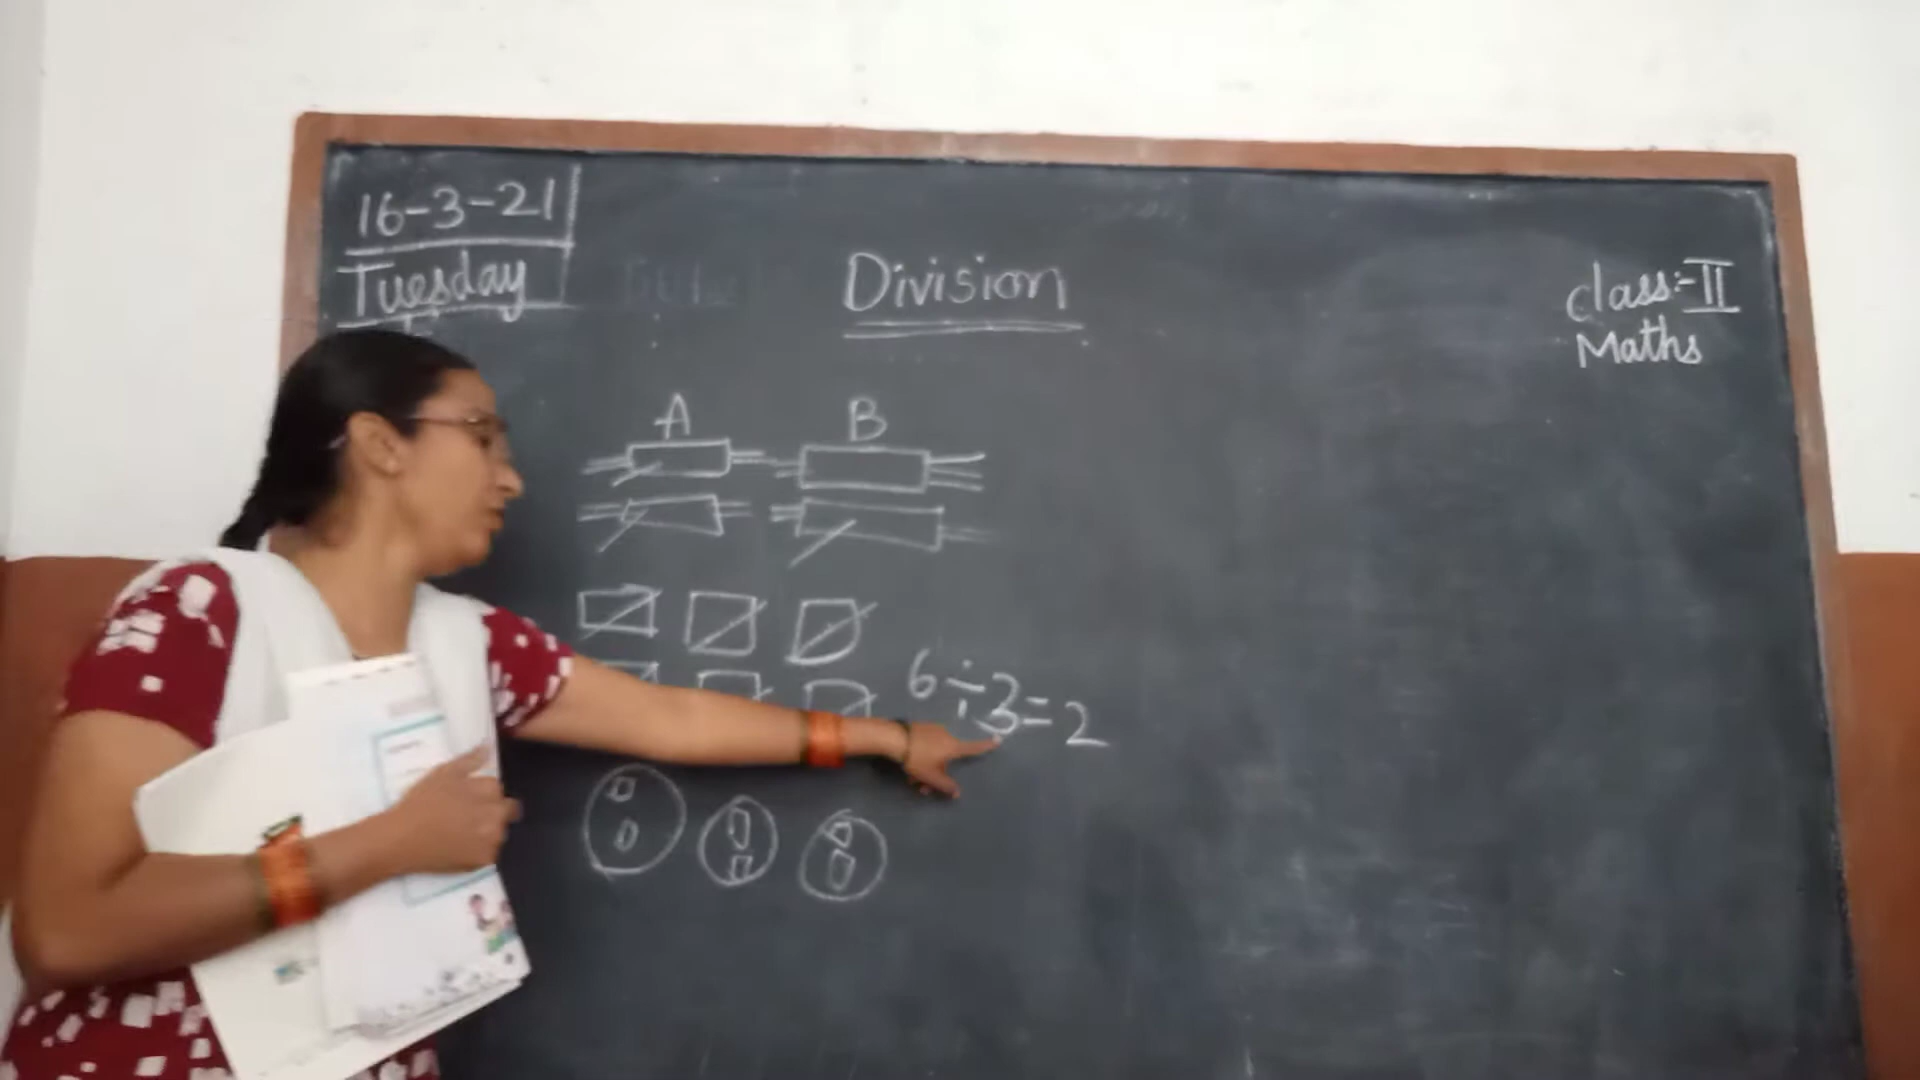 16-3-21
Tuesday
Division
Class:-II
Maths
A B
6÷3=2